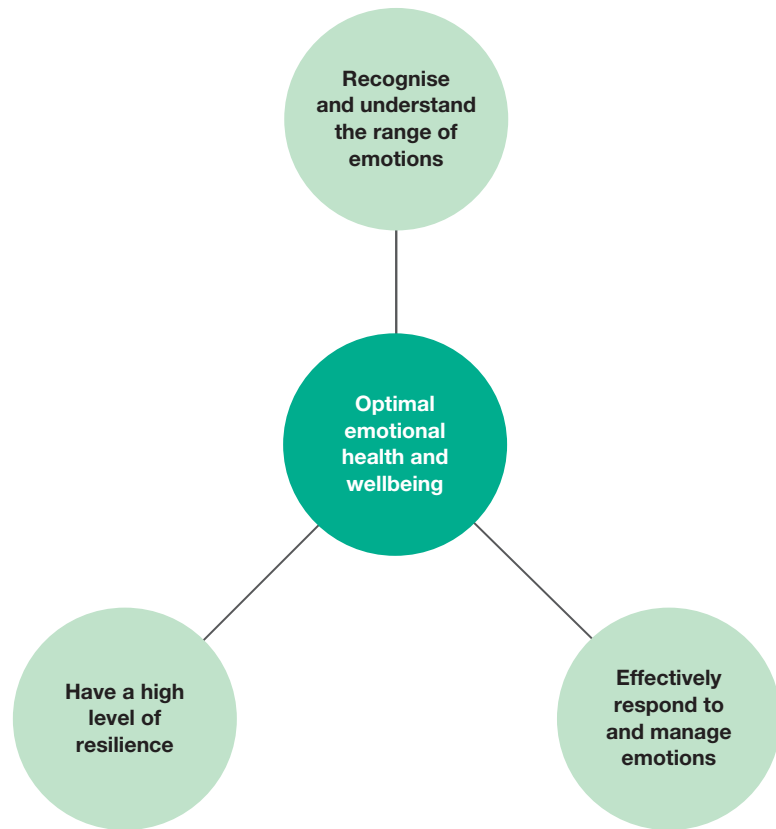 Recognise
and understand
the range of
emotions
Optimal
emotional
health and
wellbeing
Have a high
level of
resilience
Effectively
respond to
and manage
emotions